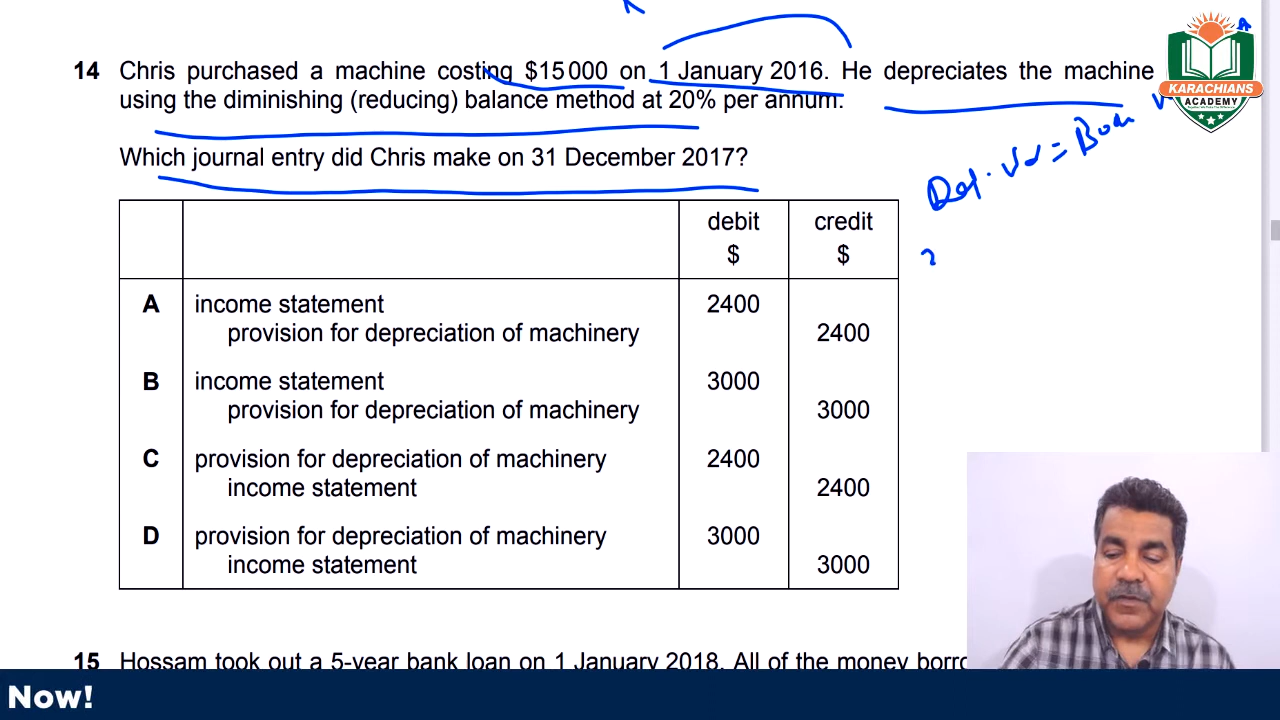 14 Chris purchased a machine costing $15 000 on 1 January 2016. He depreciates the machine
using the diminishing (reducing) balance method at 20% per annum.
Which journal entry did Chris make on 31 December 2017?
debit credit
$ $
A income statement 2400
provision for depreciation of machinery 2400
B income statement 3000
provision for depreciation of machinery 3000
C provision for depreciation of machinery 2400
income statement 2400
D provision for depreciation of machinery 3000
income statement 3000
15 Hossam took out a 5-year bank loan on 1 January 2018. All of the money
KARACHIANS
ACADEMY
Now!